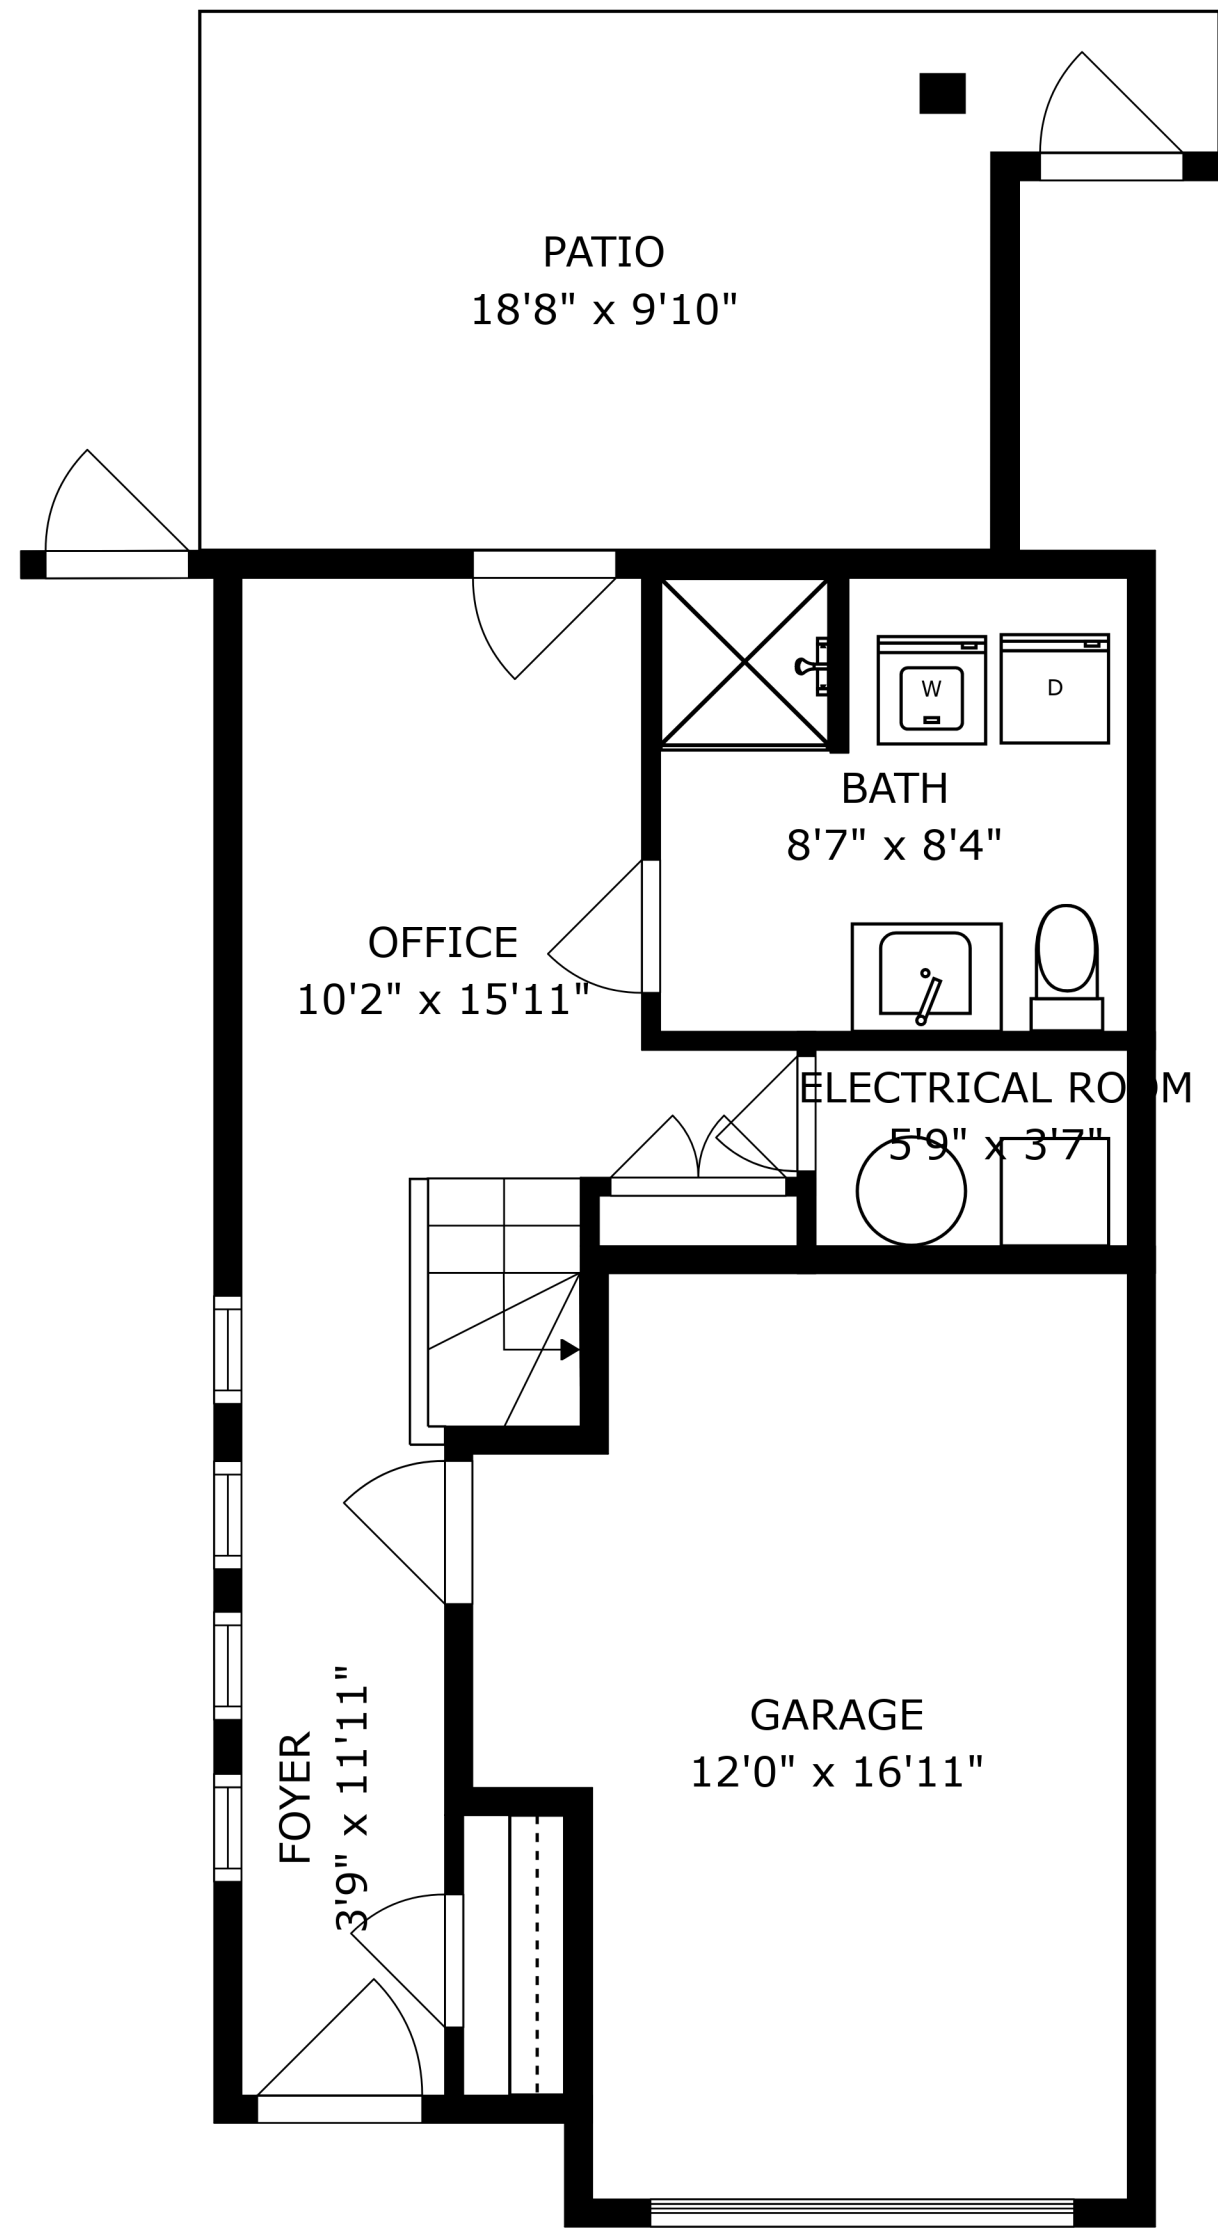 PATIO
18'8" x 9'10"
W
D
BATH
8'7" x 8'4"
OFFICE
10'2" x 15'11"
ELECTRICAL ROOM
5'9" x 3'7"
GARAGE
12'0" x 16'11"
FOYER
3'9" x 11'11"